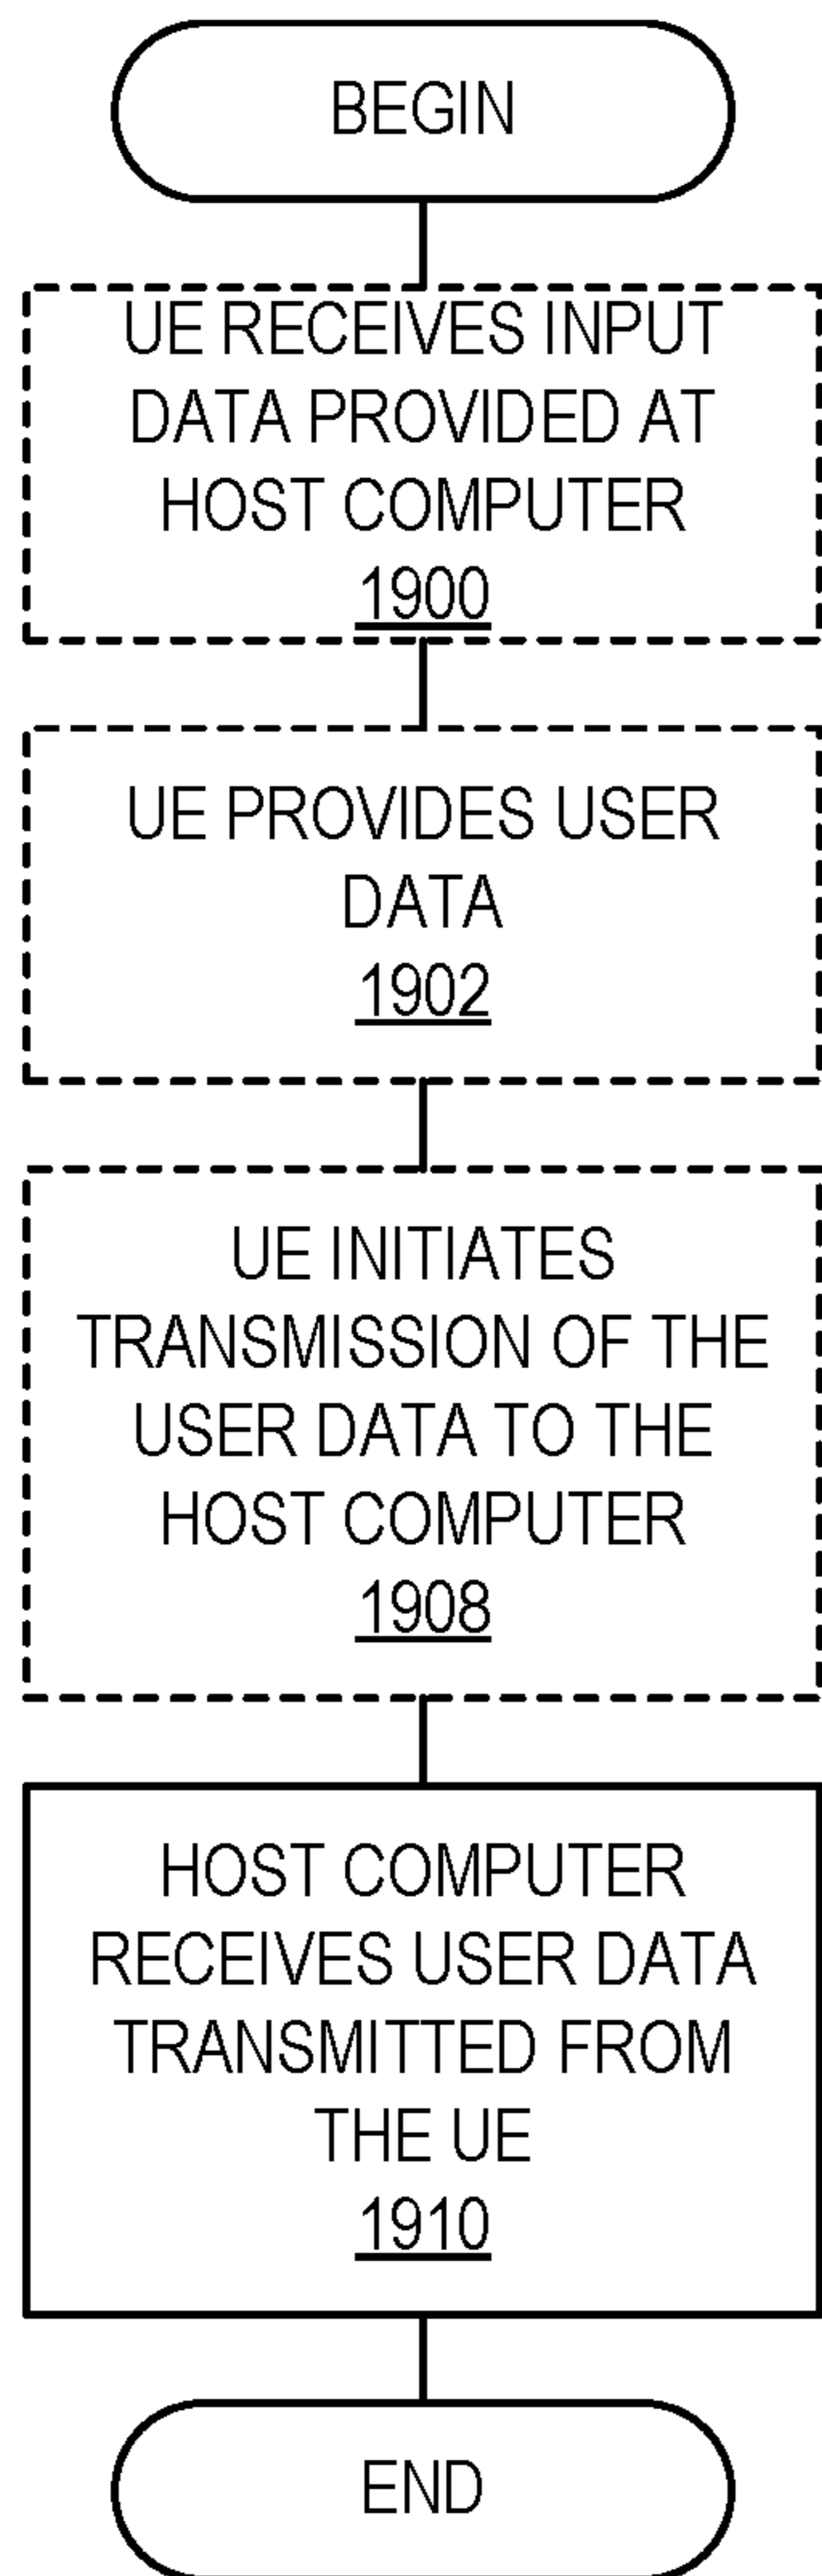 BEGIN
UE RECEIVES INPUT
DATA PROVIDED AT
HOST COMPUTER
1900
UE PROVIDES USER
DATA
1902
UE INITIATES
TRANSMISSION OF THE
USER DATA TO THE
HOST COMPUTER
1908
HOST COMPUTER
RECEIVES USER DATA
TRANSMITTED FROM
THE UE
1910
END